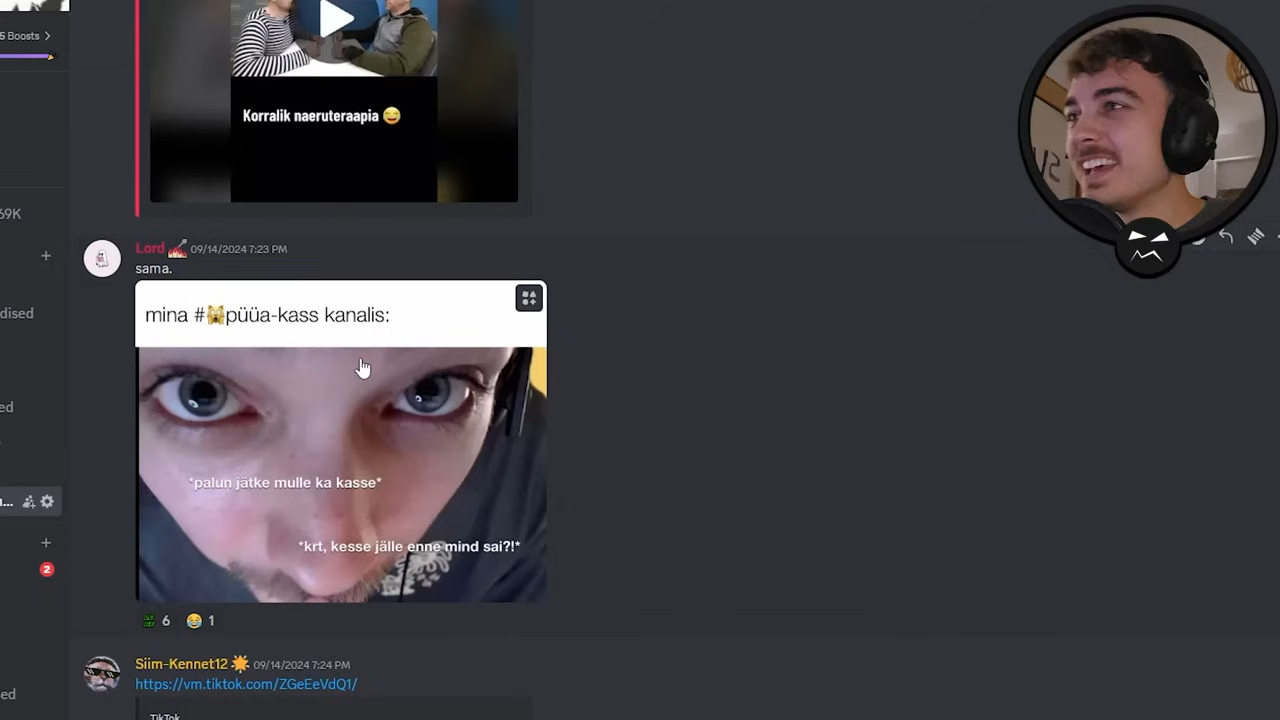 5 Boosts
Korralik naeruteraapia 😂
69K
Lord 09/14/2024 7:23 PM
sama.
dised
mina #🙀püüa-kass kanalis:
ed
*palun jätke mulle ka kasse*
...
*krt, kesse jälle enne mind sai?!*
2
6 😂 1
Siim-Kennet12 09/14/2024 7:24 PM
https://vm.tiktok.com/ZGeEeVdQ1/
ed
TikTok